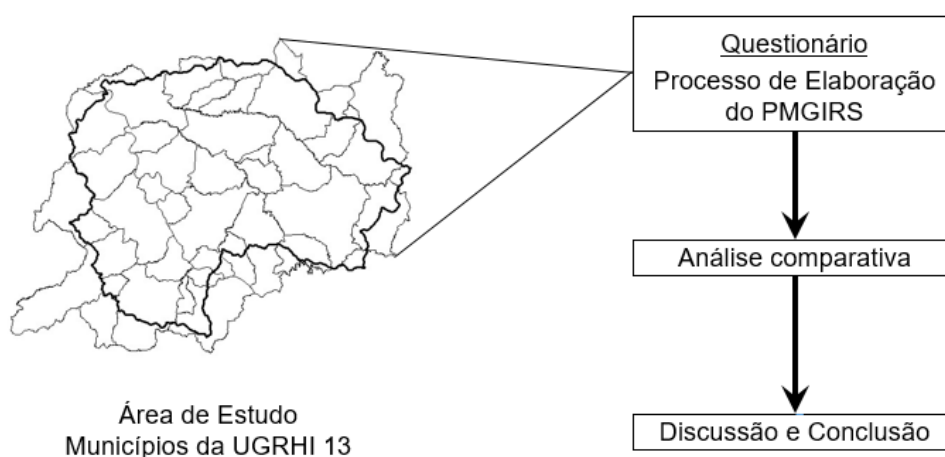 Questionário
Processo de Elaboração
do PMGIRS
Análise comparativa
Discussão e Conclusão
Área de Estudo
Municípios da UGRHI 13